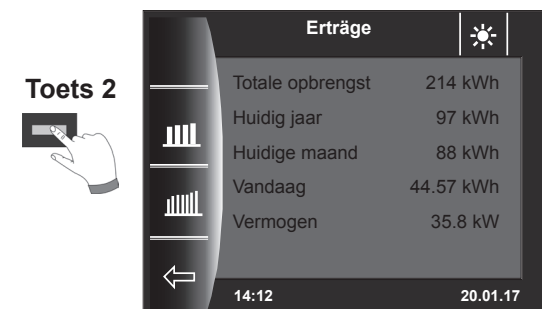 Erträge
Toets 2
Totale opbrengst 214 kWh
Huidig jaar 97 kWh
Huidige maand 88 kWh
Vandaag 44.57 kWh
Vermogen 35.8 kW
14:12 20.01.17